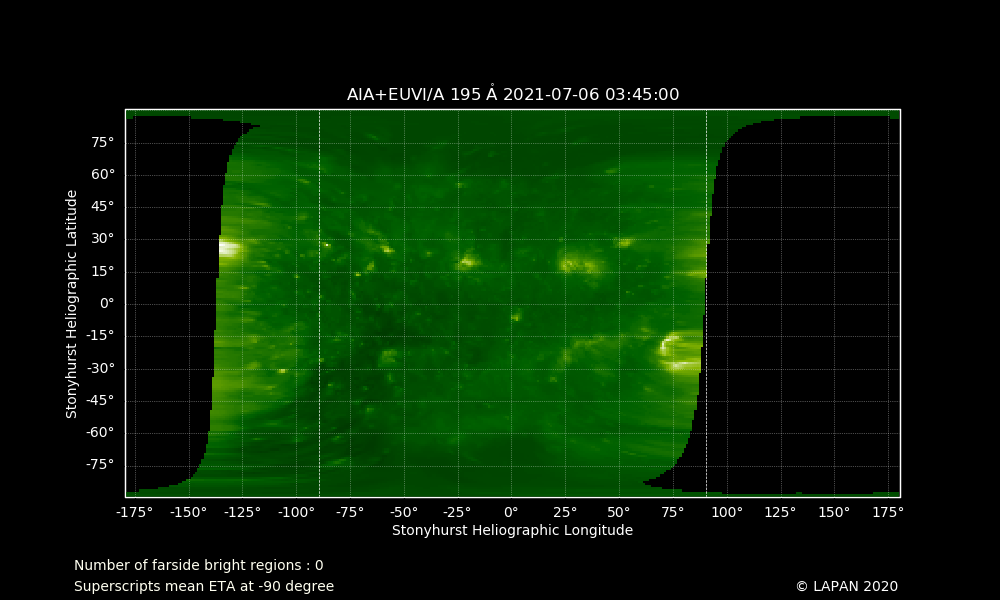 AIA+EUVI/A 195 Å 2021-07-06 03:45:00
75°
60°
45°
30°
15°
0°
-15°
-30°
-45°
-60°
-75°
Stonyhurst Heliographic Latitude
-175° -150° -125° -100° -75° -50° -25° 0° 25° 50° 75° 100° 125° 150° 175°
Stonyhurst Heliographic Longitude
Number of farside bright regions : 0
Superscripts mean ETA at -90 degree
© LAPAN 2020